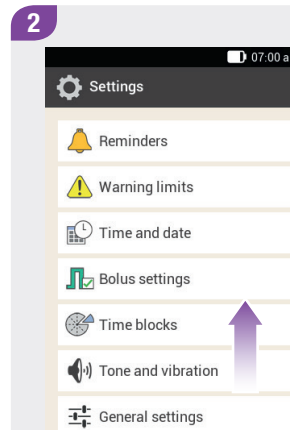 2
07:00 a
Settings
Reminders
Warning limits
Time and date
Bolus settings
Time blocks
Tone and vibration
General settings